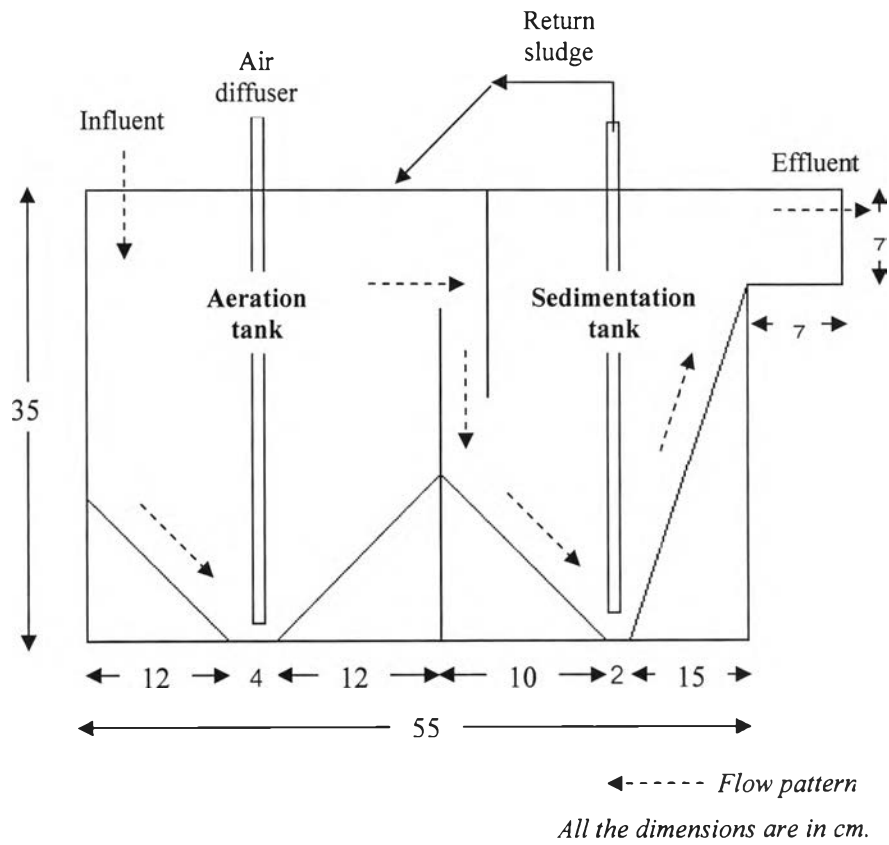 Return
sludge
Air
diffuser
Influent
Effluent
7
Aeration
tank
Sedimentation
tank
7
35
12
4
12
10
2
15
55
Flow pattern
All the dimensions are in cm.